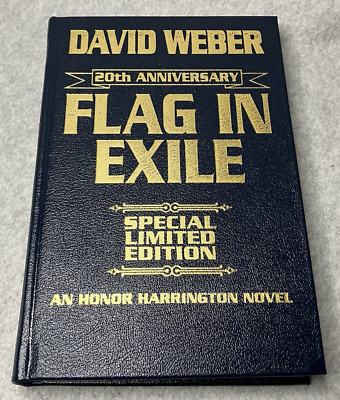 DAVID WEBER
20th ANNIVERSARY
FLAG IN
EXILE
SPECIAL
LIMITED
EDITION
AN HONOR HARRINGTON NOVEL